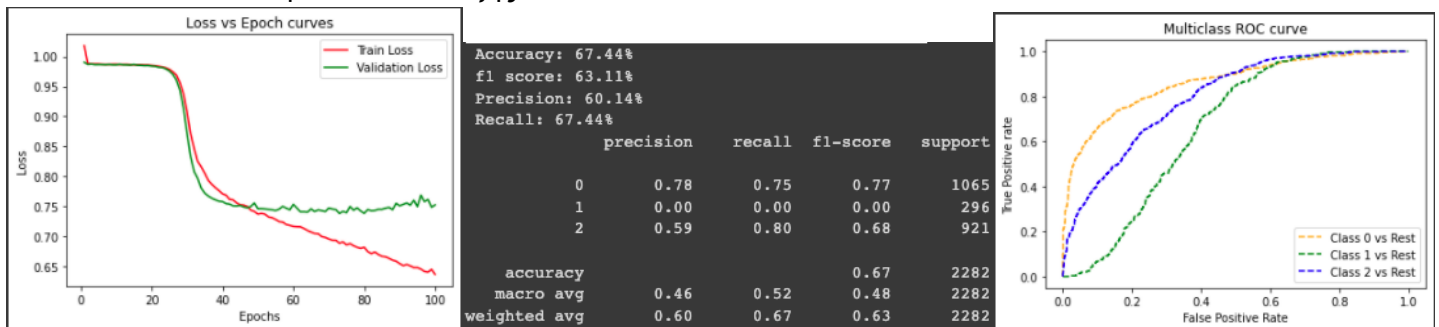 Loss vs Epoch curves
Train Loss
Validation Loss
1.00
0.95
0.90
0.85
0.80
0.75
0.70
0.65
Loss
0 20 40 60 80 100
Epochs
Accuracy: 67.44%
f1 score: 63.11%
Precision: 60.14%
Recall: 67.44%
precision recall f1-score support
0 0.78 0.75 0.77 1065
1 0.00 0.00 0.00 296
2 0.59 0.80 0.68 921
accuracy 0.67 2282
macro avg 0.46 0.52 0.48 2282
weighted avg 0.60 0.67 0.63 2282
Multiclass ROC curve
1.0
0.8
0.6
0.4
0.2
0.0
True Positive rate
Class 0 vs Rest
Class 1 vs Rest
Class 2 vs Rest
0.0 0.2 0.4 0.6 0.8 1.0
False Positive Rate